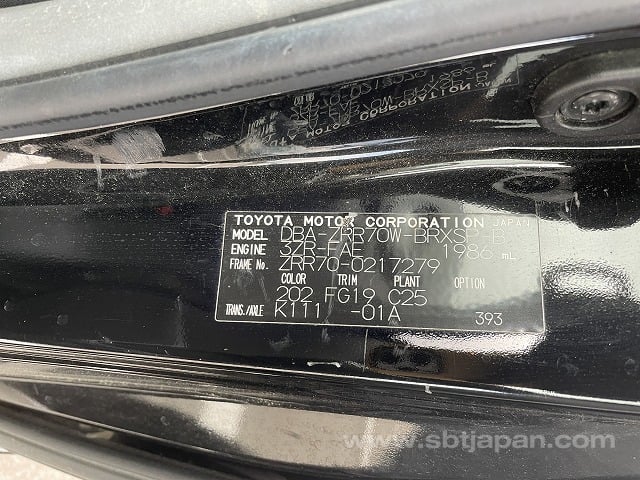 TOYOTA MOTOR CORPORATION JAPAN
MODEL DBA-ZRR70W-BRXSP-B
ENGINE 3ZR-FAE 1986 mL
FRAME No. ZRR70-0217279
COLOR TRIM PLANT OPTION
202 FG19 C25
TRANS./AXLE K111 -01A 393
www.sbtjapan.com